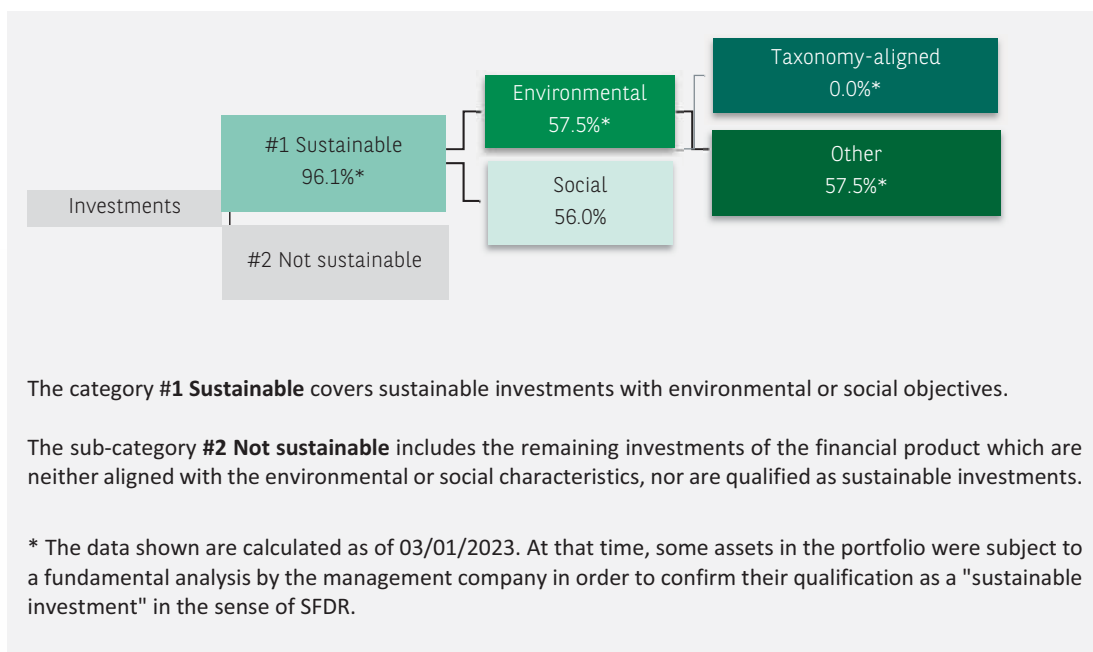 Taxonomy-aligned
0.0%*
Environmental
57.5%*
#1 Sustainable
96.1%*
Other
57.5%*
Social
56.0%
Investments
#2 Not sustainable
The category #1 Sustainable covers sustainable investments with environmental or social objectives.
The sub-category #2 Not sustainable includes the remaining investments of the financial product which are
neither aligned with the environmental or social characteristics, nor are qualified as sustainable investments.
* The data shown are calculated as of 03/01/2023. At that time, some assets in the portfolio were subject to
a fundamental analysis by the management company in order to confirm their qualification as a "sustainable
investment" in the sense of SFDR.